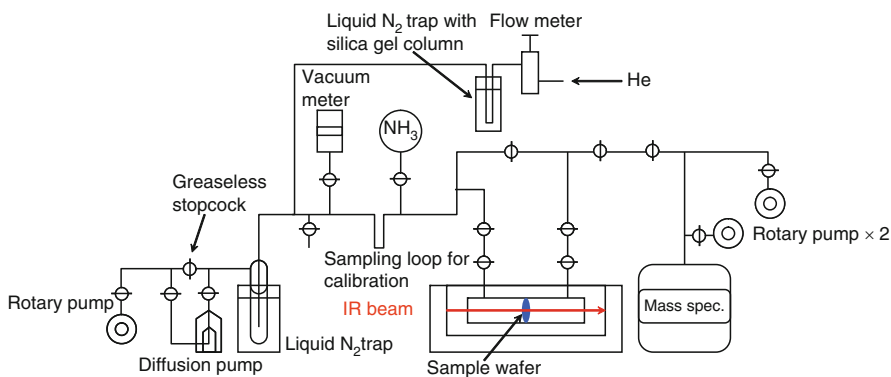 Liquid N2 trap with
silica gel column
Flow meter
He
Vacuum
meter
NH3
Greaseless
stopcock
Rotary pump × 2
Sampling loop for
calibration
Rotary pump
IR beam
Mass spec.
Liquid N2trap
Diffusion pump
Sample wafer